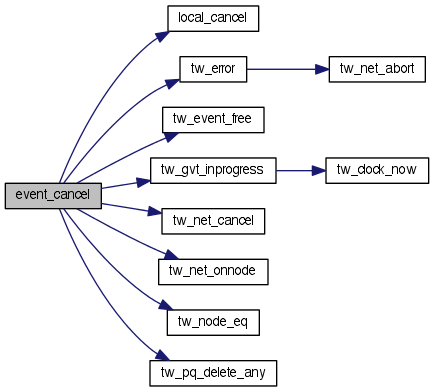 local_cancel
tw_error
tw_net_abort
tw_event_free
tw_gvt_inprogress
tw_clock_now
event_cancel
tw_net_cancel
tw_net_onnode
tw_node_eq
tw_pq_delete_any